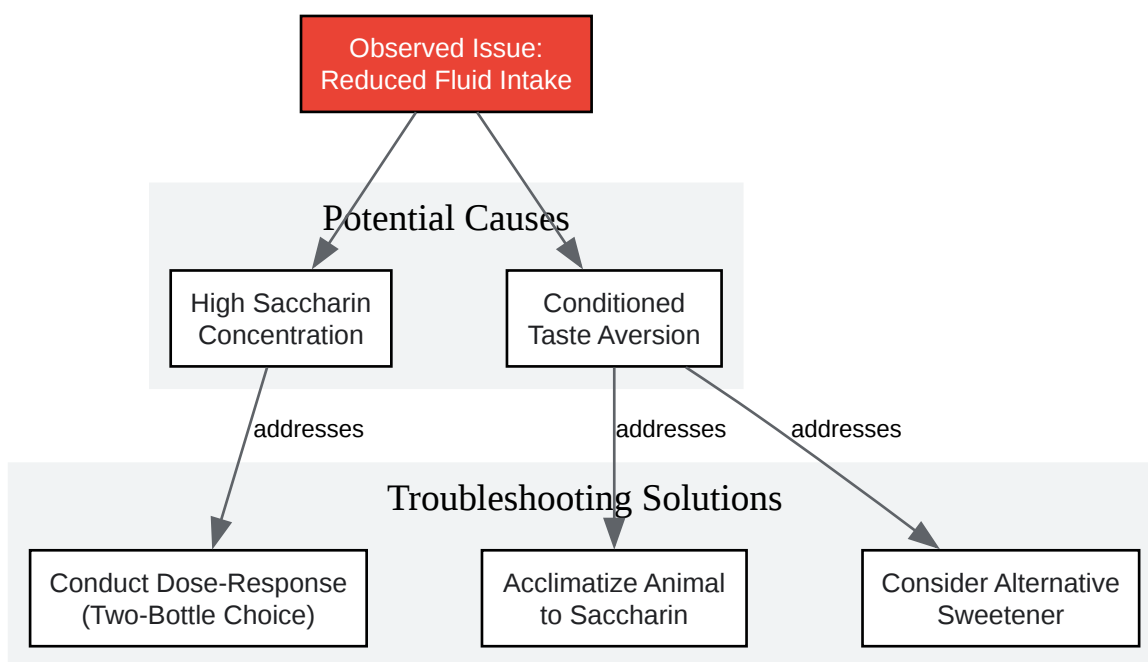 Observed Issue:
Reduced Fluid Intake
Potential Causes
High Saccharin
Concentration
Conditioned
Taste Aversion
addresses
addresses
addresses
Troubleshooting Solutions
Conduct Dose-Response
(Two-Bottle Choice)
Acclimatize Animal
to Saccharin
Consider Alternative
Sweetener